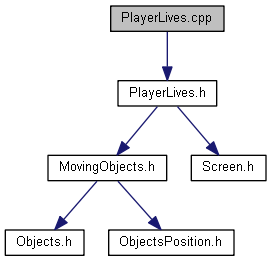 PlayerLives.cpp
PlayerLives.h
MovingObjects.h
Screen.h
Objects.h
ObjectsPosition.h